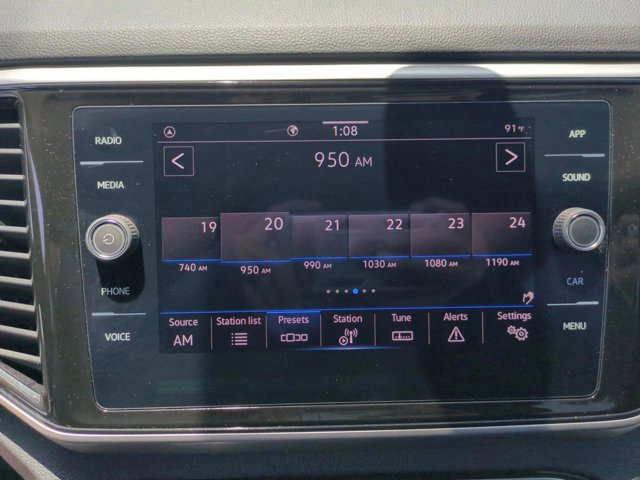 RADIO
MEDIA
PHONE
VOICE
1:08
91°F
950 AM
19 20 21 22 23 24
740 AM 950 AM 990 AM 1030 AM 1080 AM 1190 AM
Source Station list Presets Station Tune Alerts Settings
AM
APP
SOUND
CAR
MENU